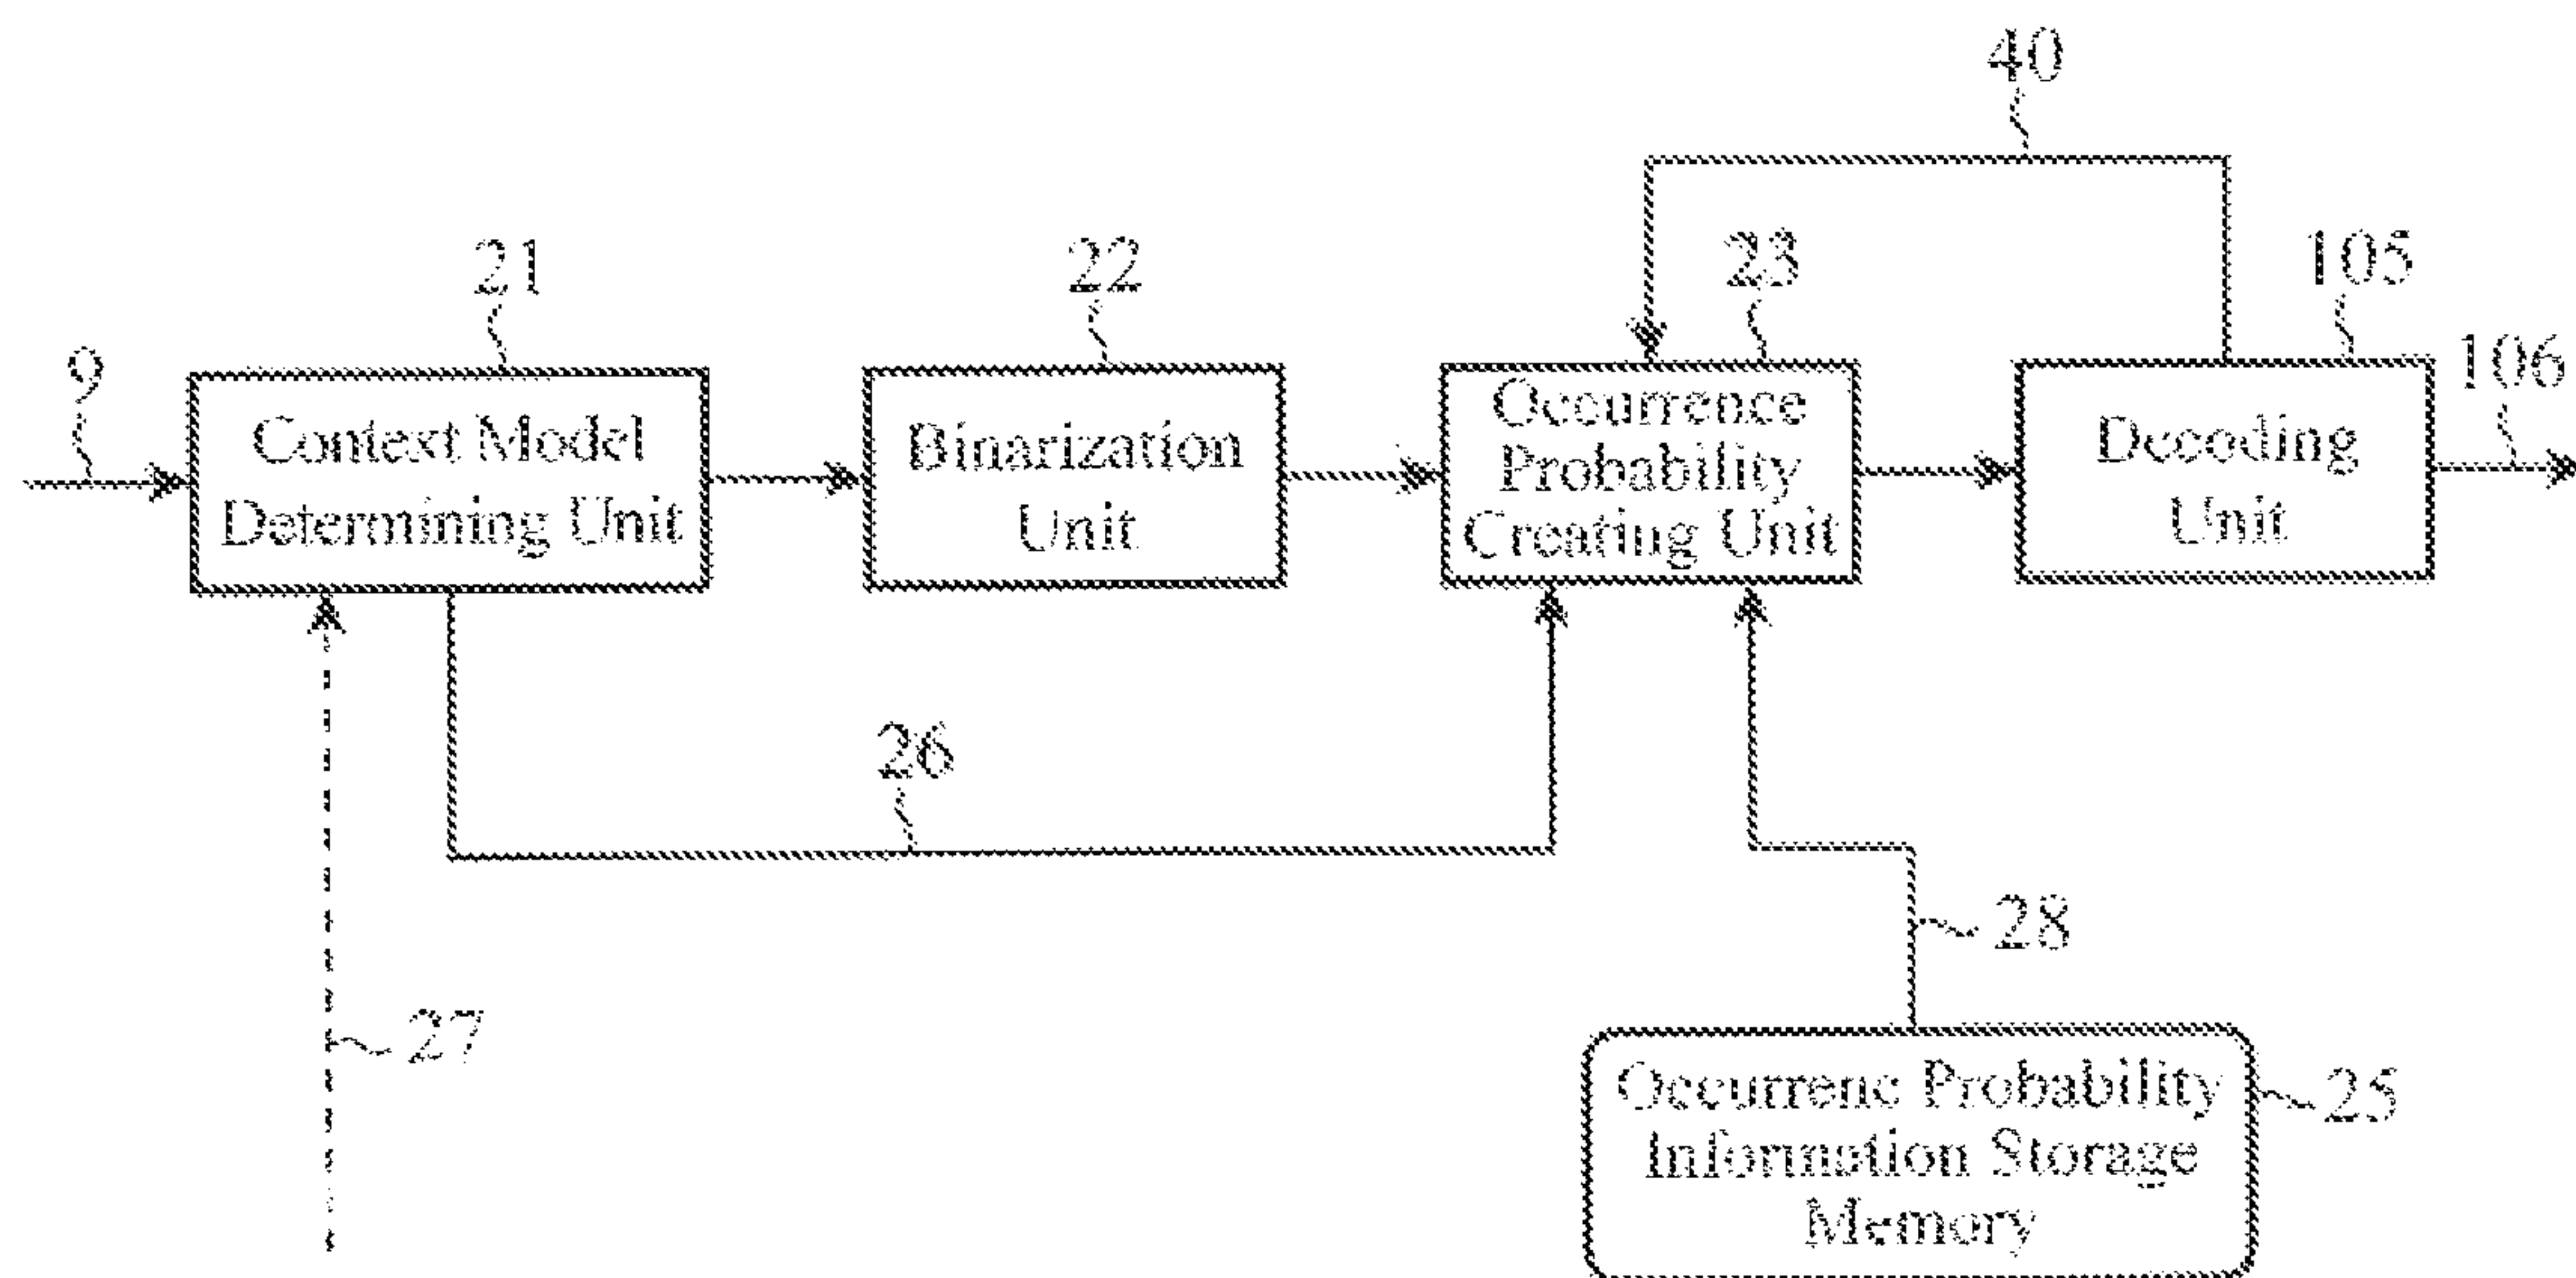 40
21
22
23
105
9
106
Context Model
Determining Unit
Binarization
Unit
Occurrence
Probability
Creating Unit
Decoding
Unit
26
28
27
Occurrenc Probability
Information Storage
Memory
25